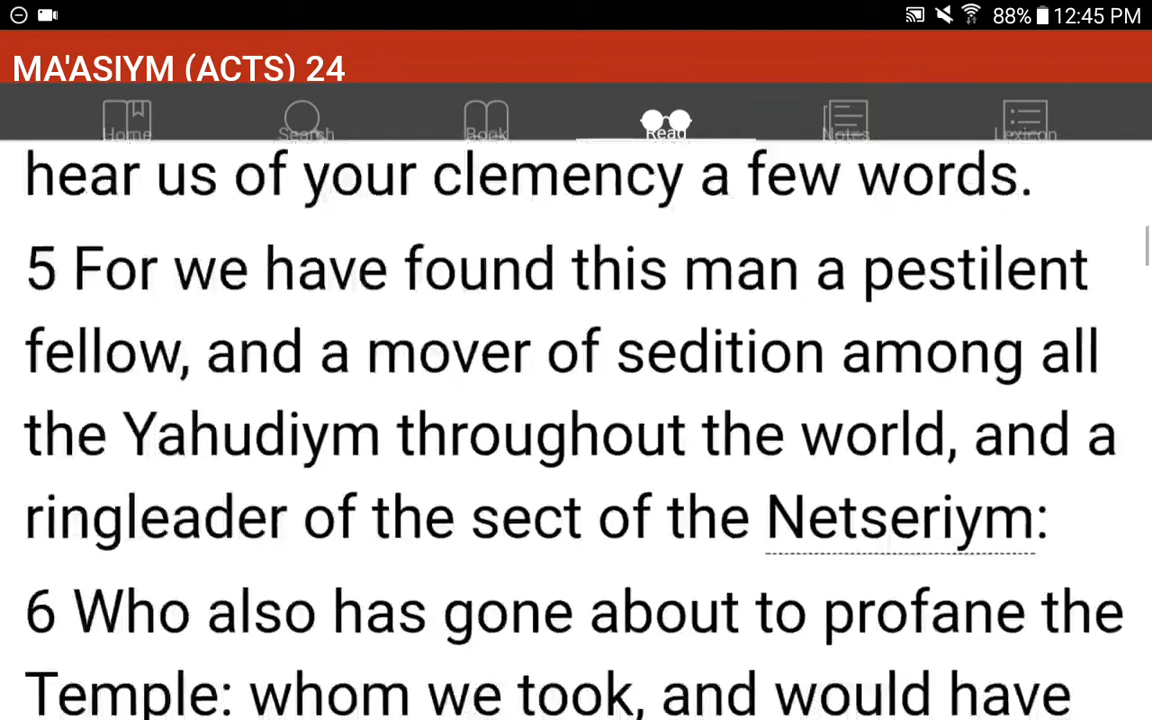 88% 12:45 PM
MA'ASIYM (ACTS) 24
Home Search Book Read Notes Lexicon
hear us of your clemency a few words.
5 For we have found this man a pestilent
fellow, and a mover of sedition among all
the Yahudiym throughout the world, and a
ringleader of the sect of the Netseriym:
6 Who also has gone about to profane the
Temple: whom we took, and would have